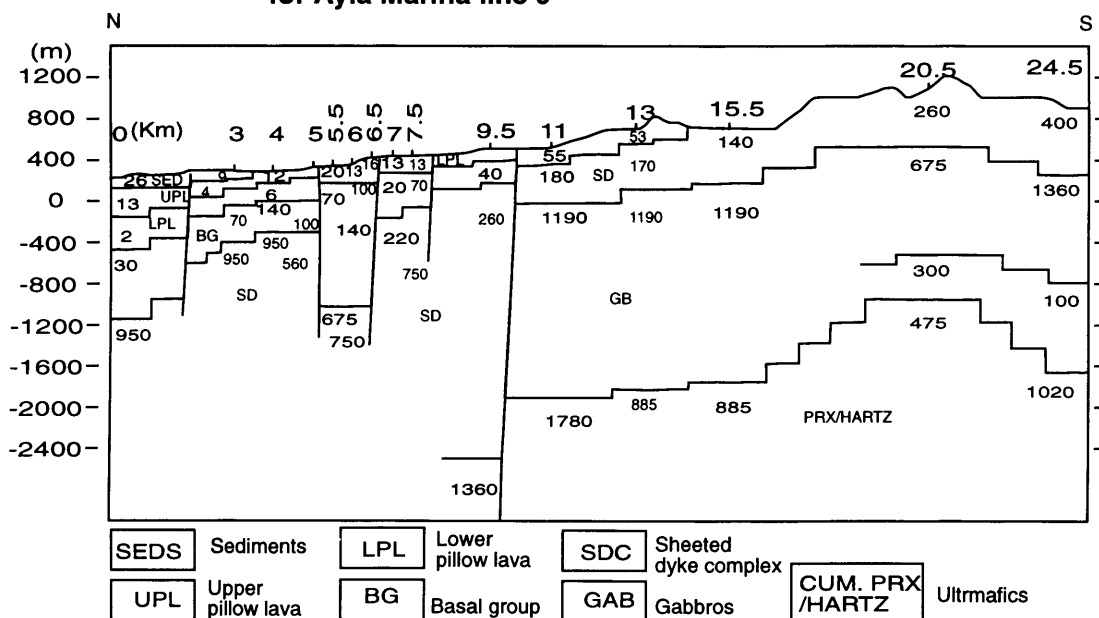 for Ayia Marina line 3
N S
(m)
1200
800
400
0
-400
-800
-1200
-1600
-2000
-2400
0 (Km) 3 4 5 5.5 6 6.5 7 7.5 9.5 11 13 15.5 20.5 24.5
26 SED 9 12 20 13 16 13 13 LPL 55 53 140 260 400
13 UPL 4 6 70 100 20 70 40 180 SD 170 675 1360
2 LPL BG 70 140 100 140 220 260 1190 1190 1190
30 950 950 560 750
SD SD GB 300 100
950 675 475
750
1780 885 885 PRX/HARTZ 1020
1360
SEDS Sediments
LPL Lower pillow lava
SDC Sheeted dyke complex
UPL Upper pillow lava
BG Basal group
GAB Gabbros
CUM. PRX /HARTZ Ultrmafics